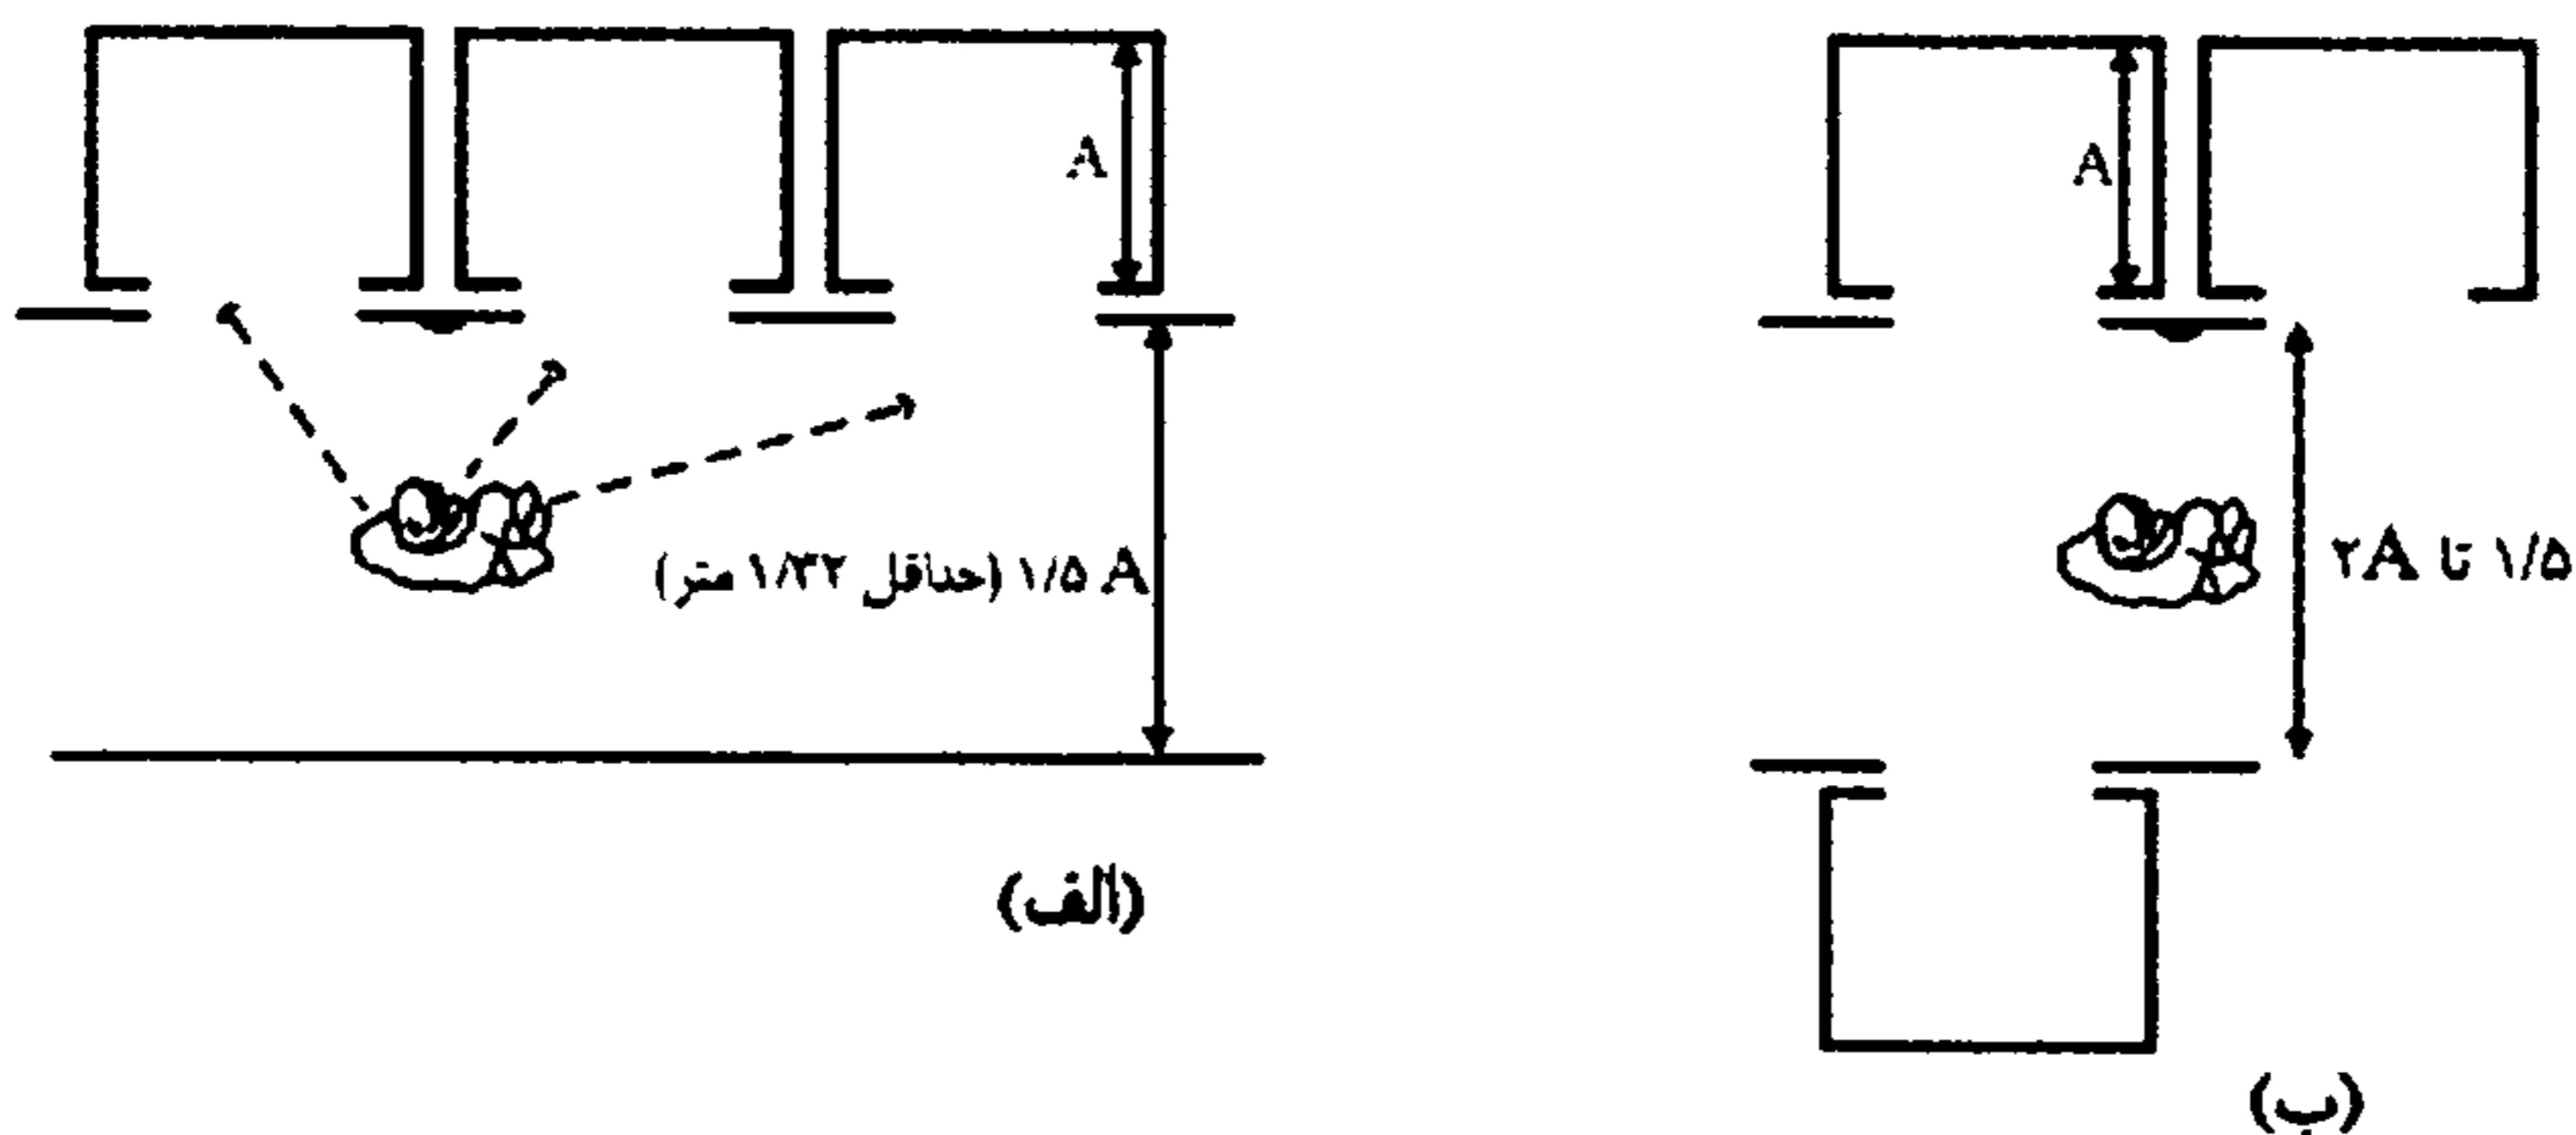 A
A
۱/۵ A (حداقل ۱/۳۲ متر)
۱/۵ تا ۲A
(الف)
(ب)